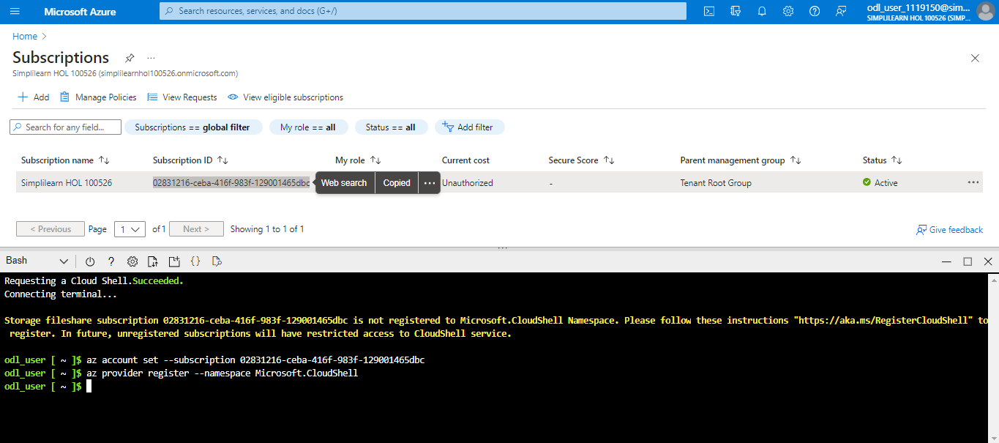 Microsoft Azure
Search resources, services, and docs (G+/)
odl_user_1119150@sim...
SIMPLILEARN HOL 100526 (SIMP...
Home >
Subscriptions
Simplilearn HOL 100526 (simplilearnhol100526.onmicrosoft.com)
Add Manage Policies View Requests View eligible subscriptions
Search for any field... Subscriptions == global filter My role == all Status == all Add filter
Subscription name Subscription ID My role Current cost Secure Score Parent management group Status
Simplilearn HOL 100526 02831216-ceba-416f-983f-129001465dbc Web search Copied ... Unauthorized - Tenant Root Group Active
< Previous Page 1 of 1 Next > Showing 1 to 1 of 1 Give feedback
Bash
Requesting a Cloud Shell.Succeeded.
Connecting terminal...
Storage fileshare subscription 02831216-ceba-416f-983f-129001465dbc is not registered to Microsoft.CloudShell Namespace. Please follow these instructions "https://aka.ms/RegisterCloudShell" to
register. In future, unregistered subscriptions will have restricted access to CloudShell service.
odl_user [ ~ ]$ az account set --subscription 02831216-ceba-416f-983f-129001465dbc
odl_user [ ~ ]$ az provider register --namespace Microsoft.CloudShell
odl_user [ ~ ]$